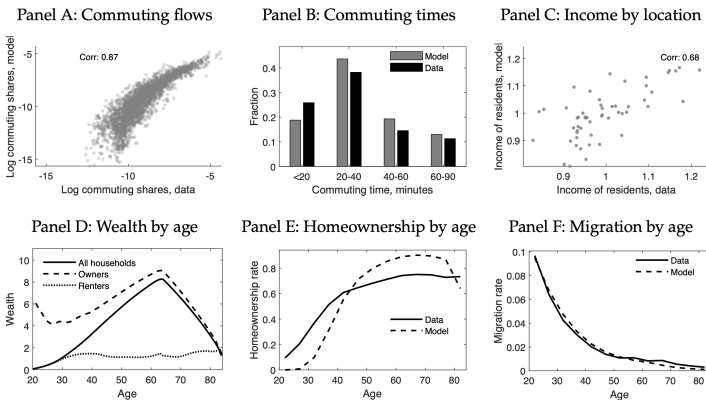 Panel A: Commuting flows
Log commuting shares, model
-5
-10
-15
Corr: 0.87
-15
-10
-5
Log commuting shares, data
Panel B: Commuting times
Fraction
0.4
0.3
0.2
0.1
0
Model
Data
<20
20-40
40-60
60-90
Commuting time, minutes
Panel C: Income by location
Income of residents, model
1.2
1.1
1
0.9
Corr: 0.68
0.9
1
1.1
1.2
Income of residents, data
Panel D: Wealth by age
Wealth
10
8
6
4
2
0
All households
Owners
Renters
20
30
40
50
60
70
80
Age
Panel E: Homeownership by age
Homeownership rate
0.8
0.6
0.4
0.2
0
Data
Model
20
30
40
50
60
70
80
Age
Panel F: Migration by age
Migration rate
0.1
0.08
0.06
0.04
0.02
0
Data
Model
20
30
40
50
60
70
80
Age